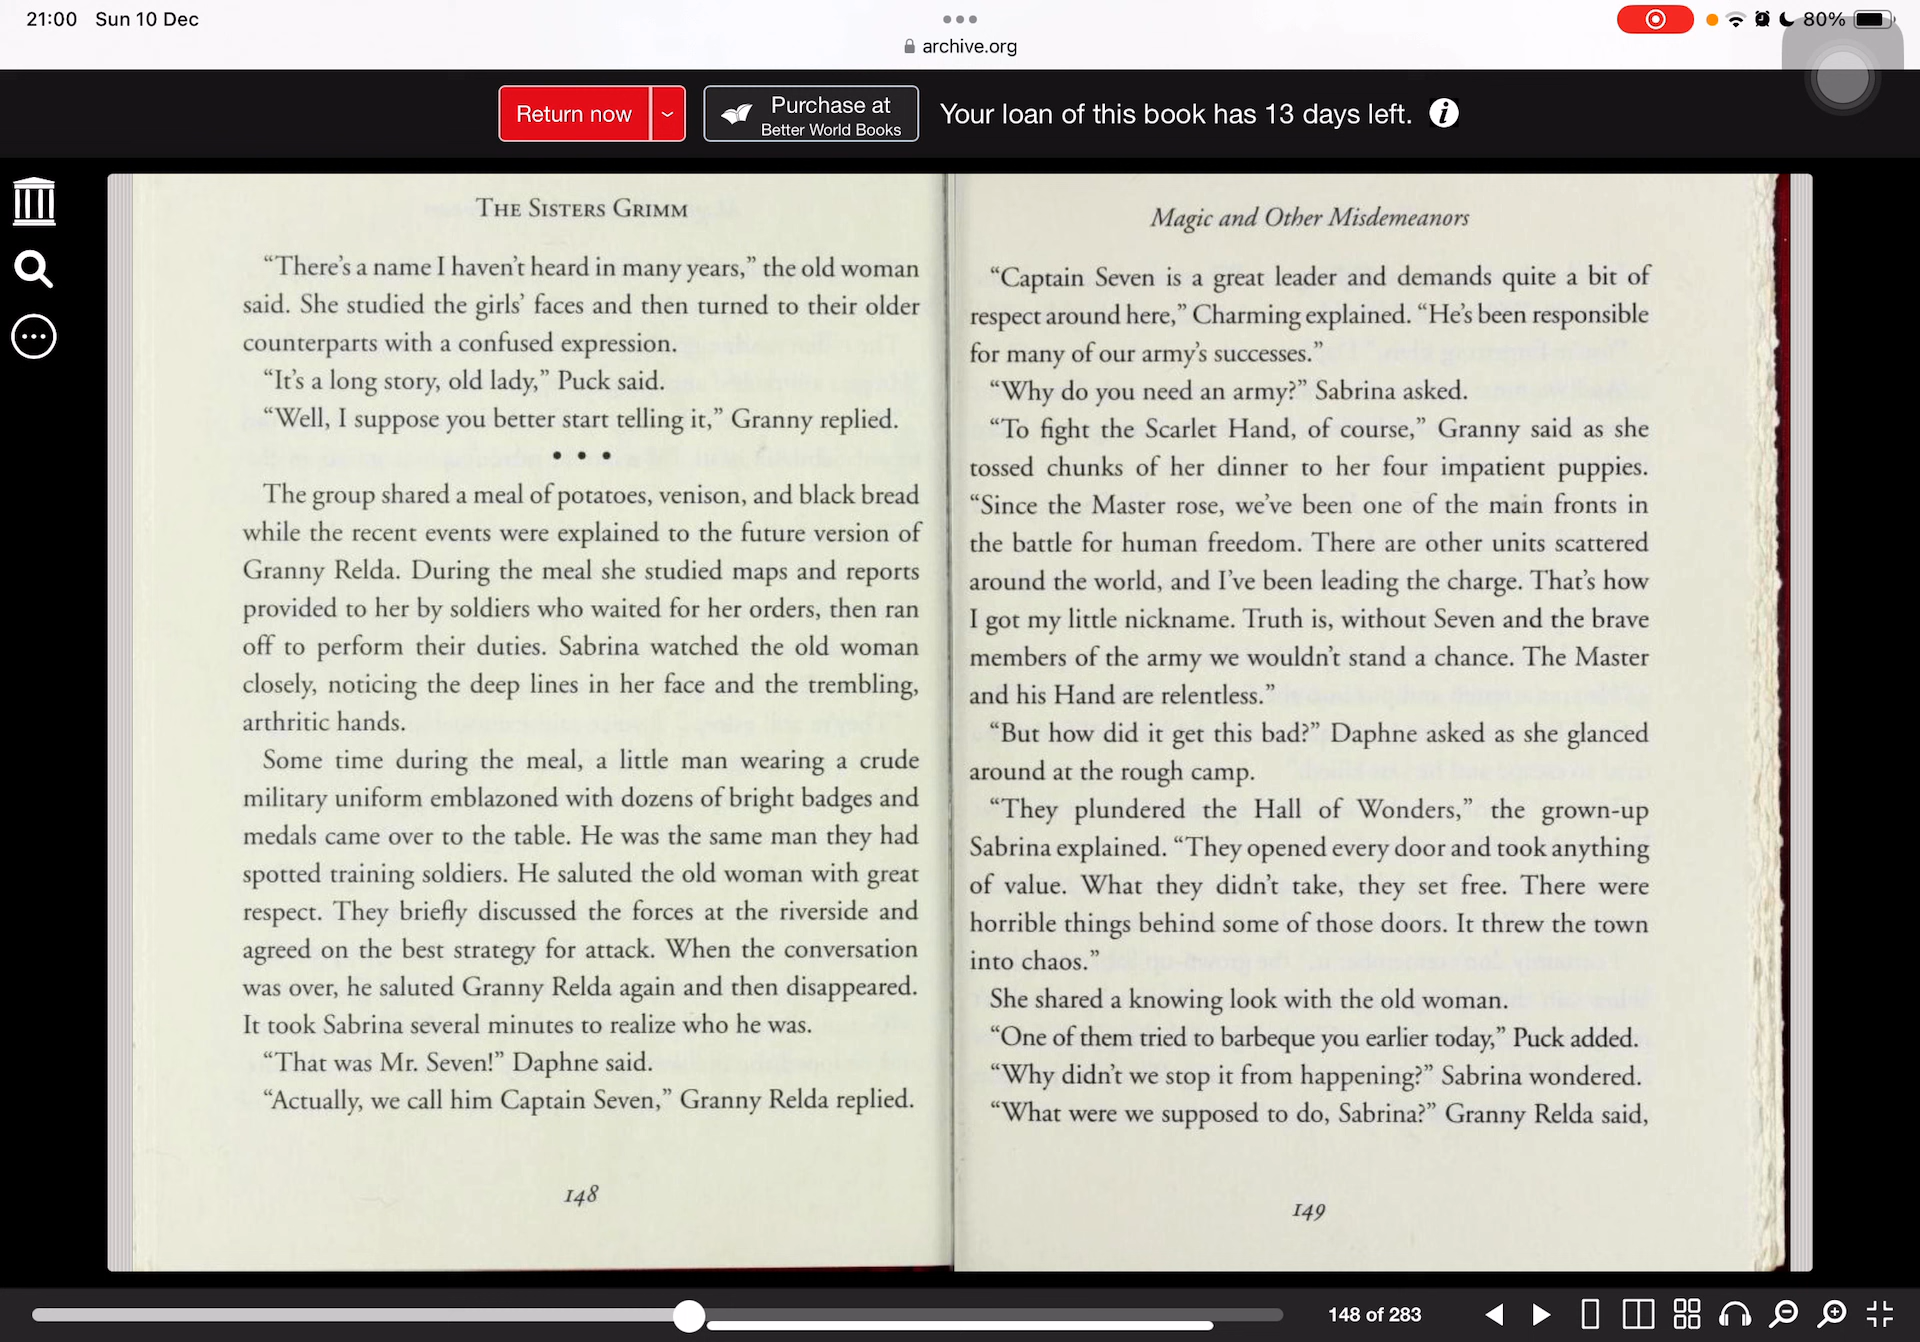 21:00 Sun 10 Dec
80%
archive.org
Return now
Purchase at
Better World Books
Your loan of this book has 13 days left.
THE SISTERS GRIMM
“There’s a name I haven’t heard in many years,” the old woman
said. She studied the girls’ faces and then turned to their older
counterparts with a confused expression.
“It’s a long story, old lady,” Puck said.
“Well, I suppose you better start telling it,” Granny replied.
• • •
The group shared a meal of potatoes, venison, and black bread
while the recent events were explained to the future version of
Granny Relda. During the meal she studied maps and reports
provided to her by soldiers who waited for her orders, then ran
off to perform their duties. Sabrina watched the old woman
closely, noticing the deep lines in her face and the trembling,
arthritic hands.
Some time during the meal, a little man wearing a crude
military uniform emblazoned with dozens of bright badges and
medals came over to the table. He was the same man they had
spotted training soldiers. He saluted the old woman with great
respect. They briefly discussed the forces at the riverside and
agreed on the best strategy for attack. When the conversation
was over, he saluted Granny Relda again and then disappeared.
It took Sabrina several minutes to realize who he was.
“That was Mr. Seven!” Daphne said.
“Actually, we call him Captain Seven,” Granny Relda replied.
148
Magic and Other Misdemeanors
“Captain Seven is a great leader and demands quite a bit of
respect around here,” Charming explained. “He’s been responsible
for many of our army’s successes.”
“Why do you need an army?” Sabrina asked.
“To fight the Scarlet Hand, of course,” Granny said as she
tossed chunks of her dinner to her four impatient puppies.
“Since the Master rose, we’ve been one of the main fronts in
the battle for human freedom. There are other units scattered
around the world, and I’ve been leading the charge. That’s how
I got my little nickname. Truth is, without Seven and the brave
members of the army we wouldn’t stand a chance. The Master
and his Hand are relentless.”
“But how did it get this bad?” Daphne asked as she glanced
around at the rough camp.
“They plundered the Hall of Wonders,” the grown-up
Sabrina explained. “They opened every door and took anything
of value. What they didn’t take, they set free. There were
horrible things behind some of those doors. It threw the town
into chaos.”
She shared a knowing look with the old woman.
“One of them tried to barbeque you earlier today,” Puck added.
“Why didn’t we stop it from happening?” Sabrina wondered.
“What were we supposed to do, Sabrina?” Granny Relda said,
149
148 of 283